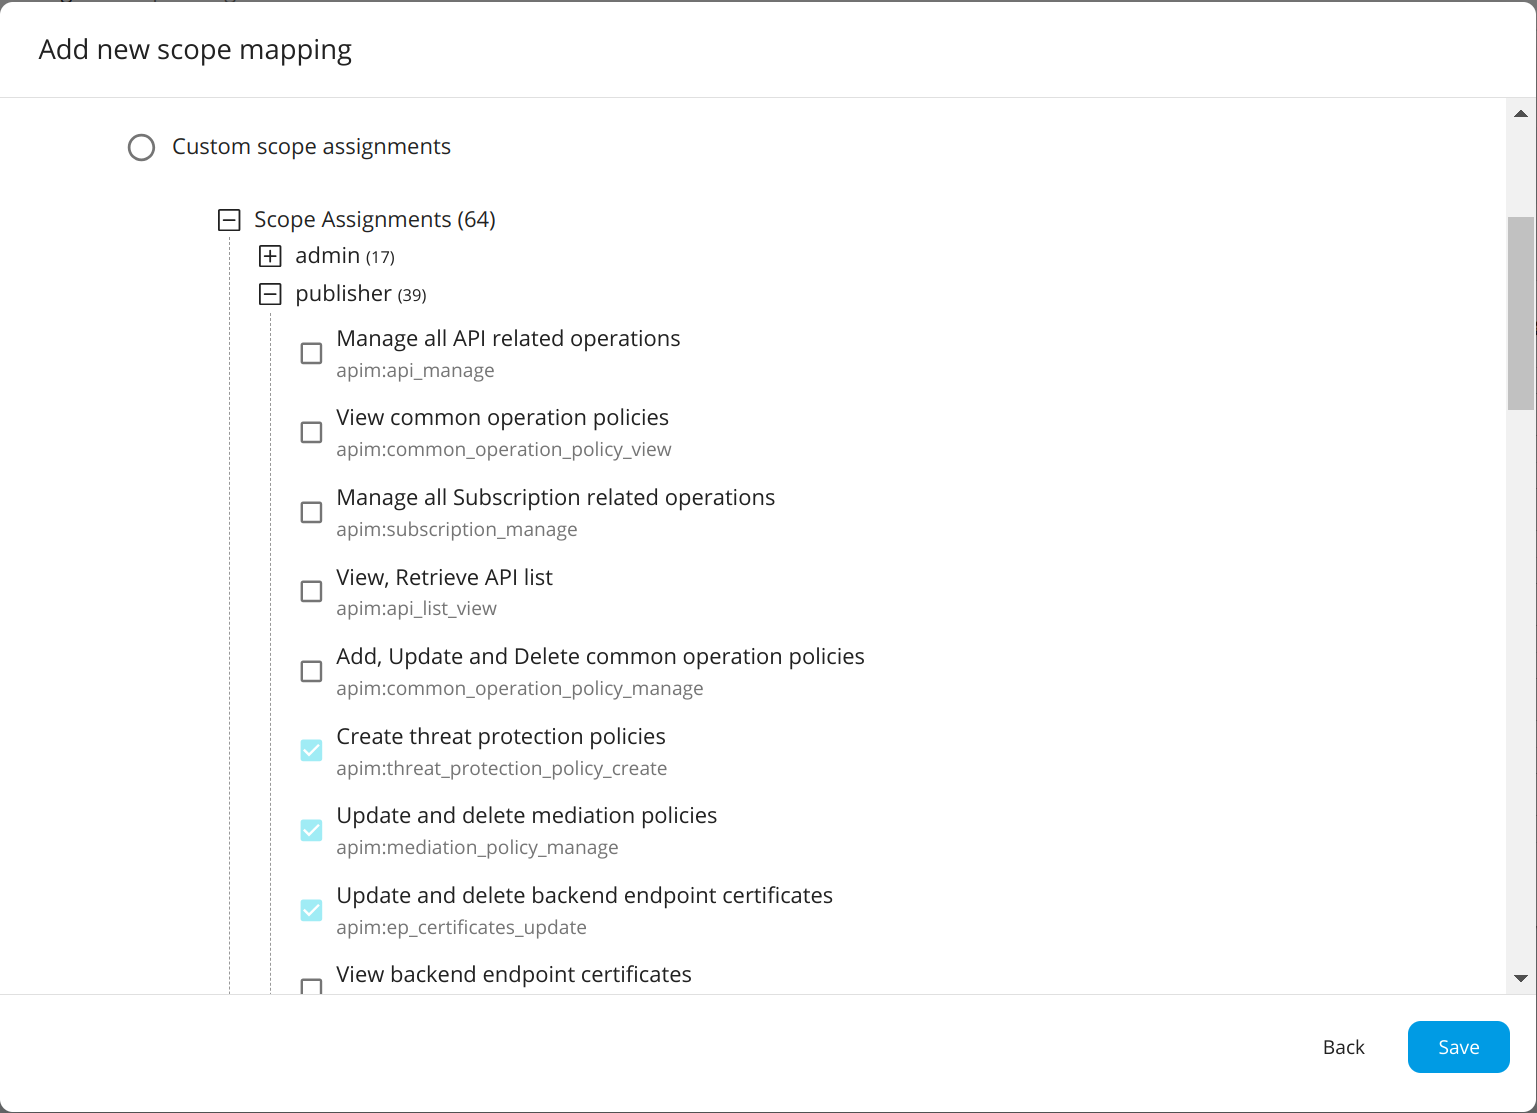 Add new scope mapping
Custom scope assignments
Scope Assignments (64)
admin (17)
publisher (39)
Manage all API related operations
apim:api_manage
View common operation policies
apim:common_operation_policy_view
Manage all Subscription related operations
apim:subscription_manage
View, Retrieve API list
apim:api_list_view
Add, Update and Delete common operation policies
apim:common_operation_policy_manage
Create threat protection policies
apim:threat_protection_policy_create
Update and delete mediation policies
apim:mediation_policy_manage
Update and delete backend endpoint certificates
apim:ep_certificates_update
View backend endpoint certificates
Back
Save